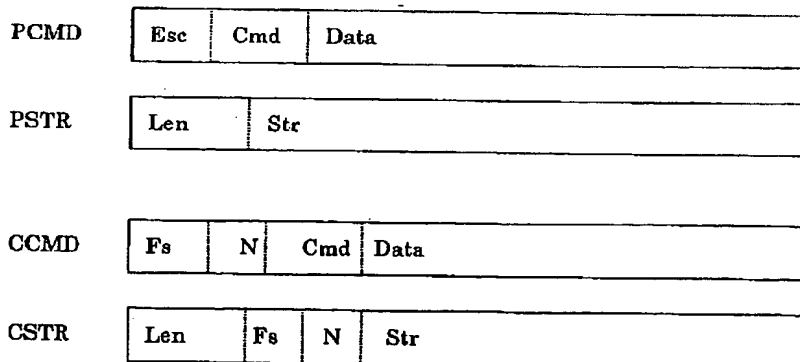 PCMD Esc Cmd Data
PSTR Len Str
CCMD Fs N Cmd Data
CSTR Len Fs N Str